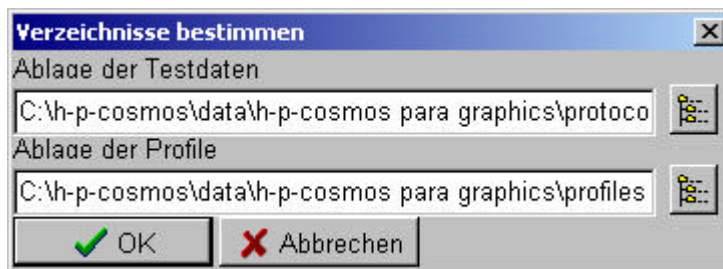 Verzeichnisse bestimmen
Ablage der Testdaten
C:\h-p-cosmos\data\h-p-cosmos para graphics\protoco
Ablage der Profile
C:\h-p-cosmos\data\h-p-cosmos para graphics\profiles
OK Abbrechen